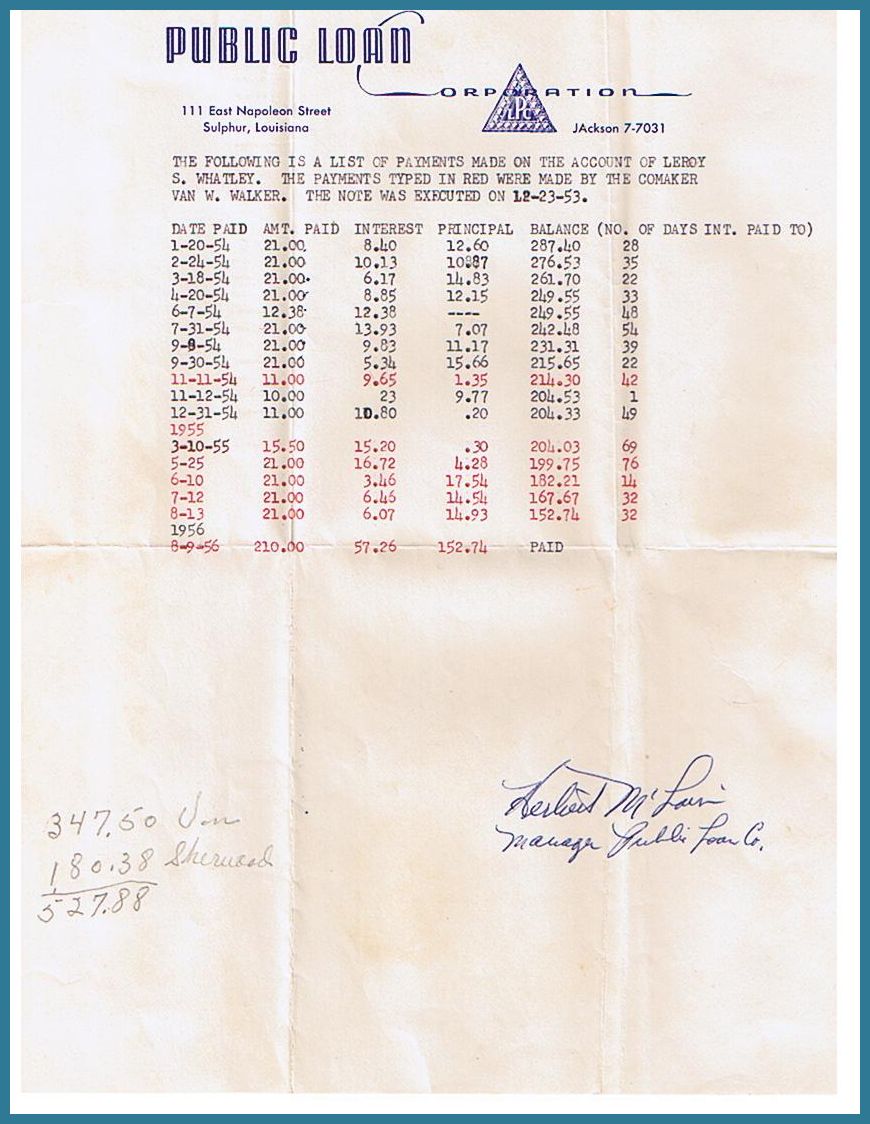 PUBLIC LOAN
CORPORATION
LPC
111 East Napoleon Street
Sulphur, Louisiana
JAckson 7-7031
THE FOLLOWING IS A LIST OF PAYMENTS MADE ON THE ACCOUNT OF LEROY
S. WHATLEY. THE PAYMENTS TYPED IN RED WERE MADE BY THE COMAKER
VAN W. WALKER. THE NOTE WAS EXECUTED ON 12-23-53.
DATE PAID AMT. PAID INTEREST PRINCIPAL BALANCE (NO. OF DAYS INT. PAID TO)
1-20-54 21.00 8.40 12.60 287.40 28
2-24-54 21.00 10.13 10.87 276.53 35
3-18-54 21.00 6.17 14.83 261.70 22
4-20-54 21.00 8.85 12.15 249.55 33
6-7-54 12.38 12.38 ---- 249.55 48
7-31-54 21.00 13.93 7.07 242.48 54
9-8-54 21.00 9.83 11.17 231.31 39
9-30-54 21.00 5.34 15.66 215.65 22
11-11-54 11.00 9.65 1.35 214.30 42
11-12-54 10.00 23 9.77 204.53 1
12-31-54 11.00 10.80 .20 204.33 49
1955
3-10-55 15.50 15.20 .30 204.03 69
5-25 21.00 16.72 4.28 199.75 76
6-10 21.00 3.46 17.54 182.21 14
7-12 21.00 6.46 14.54 167.67 32
8-13 21.00 6.07 14.93 152.74 32
1956
8-9-56 210.00 57.26 152.74 PAID
Herbert
Manager Public Loan Co.
347.50 Van
180.38 Sherwood
527.88